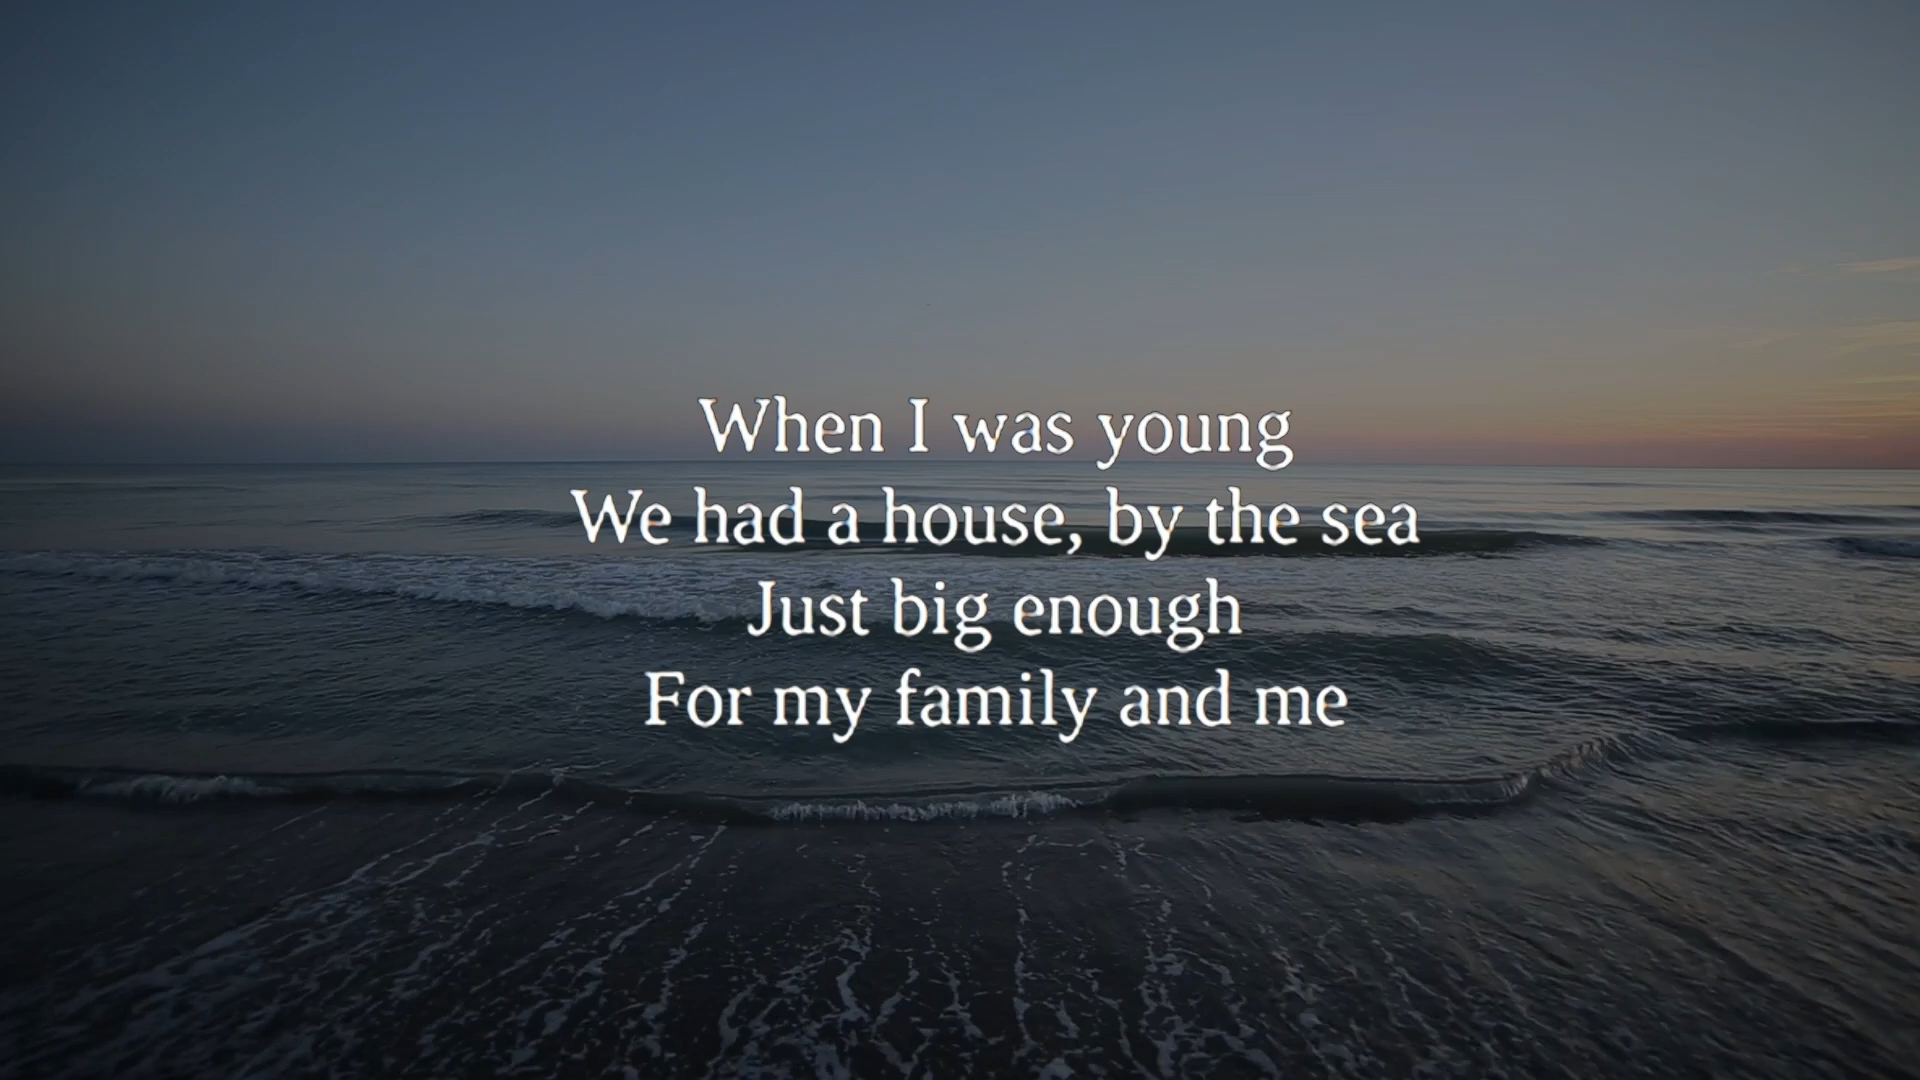 When I was young
We had a house, by the sea
Just big enough
For my family and me